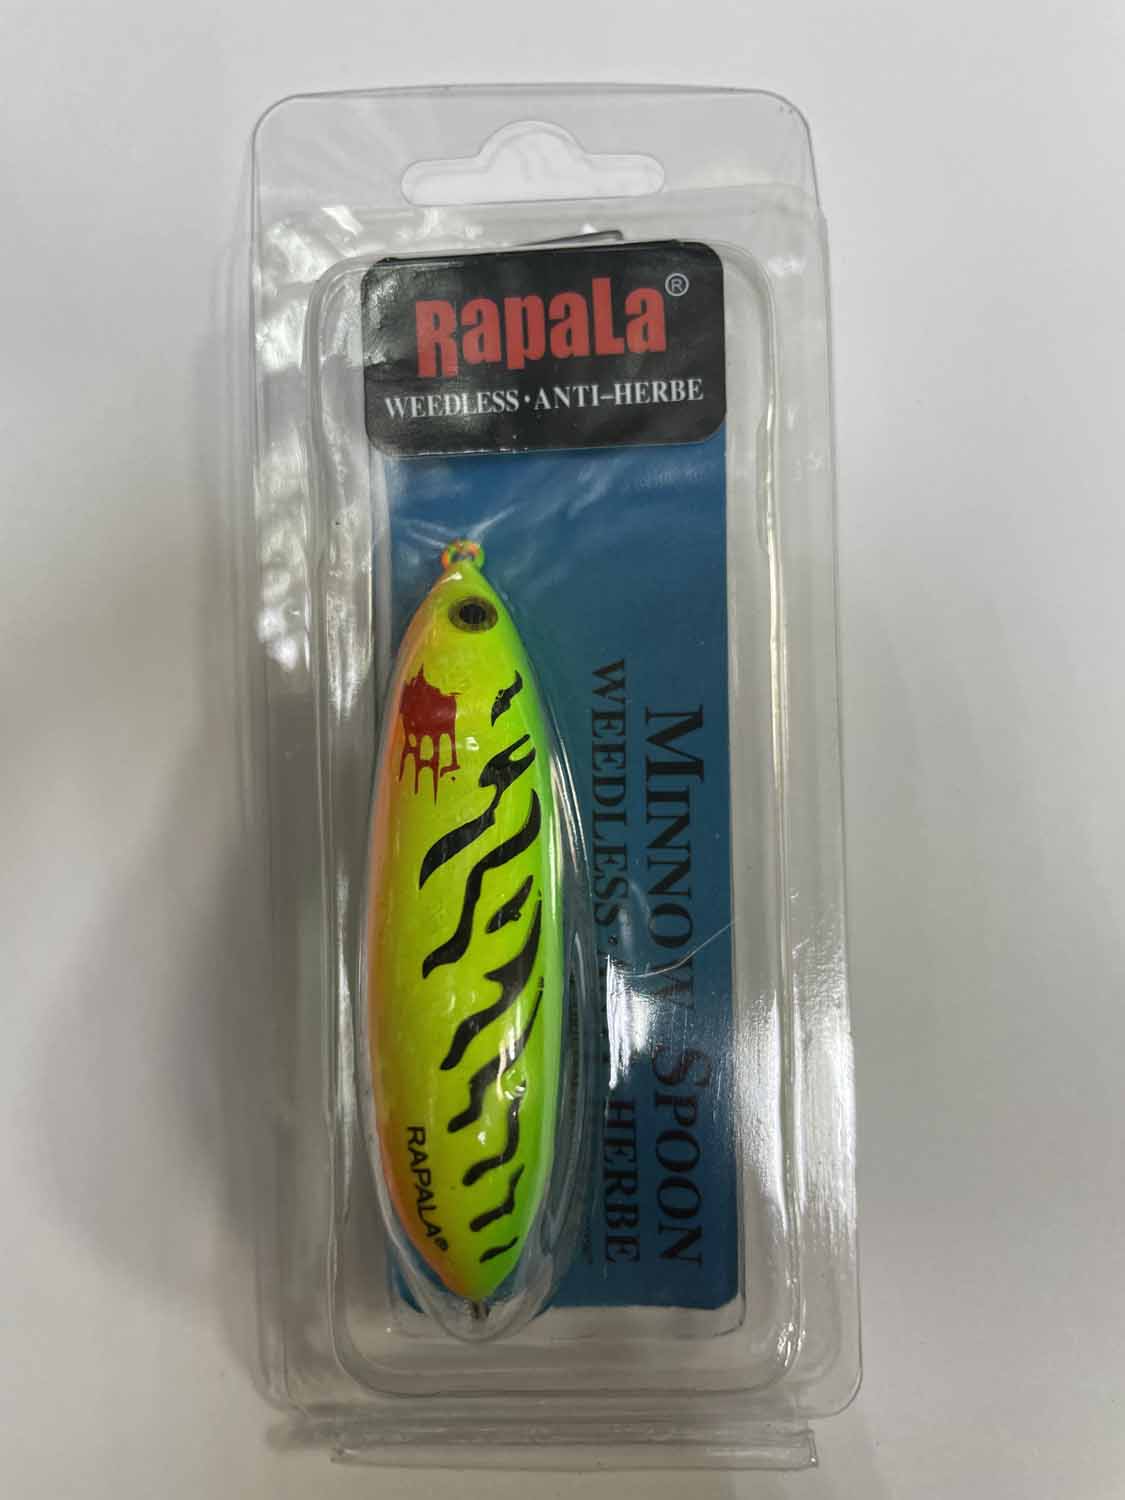 RapaLa®
WEEDLESS·ANTI-HERBE
MINNOW SPOON
WEEDLESS· HERBE
RAPALA®